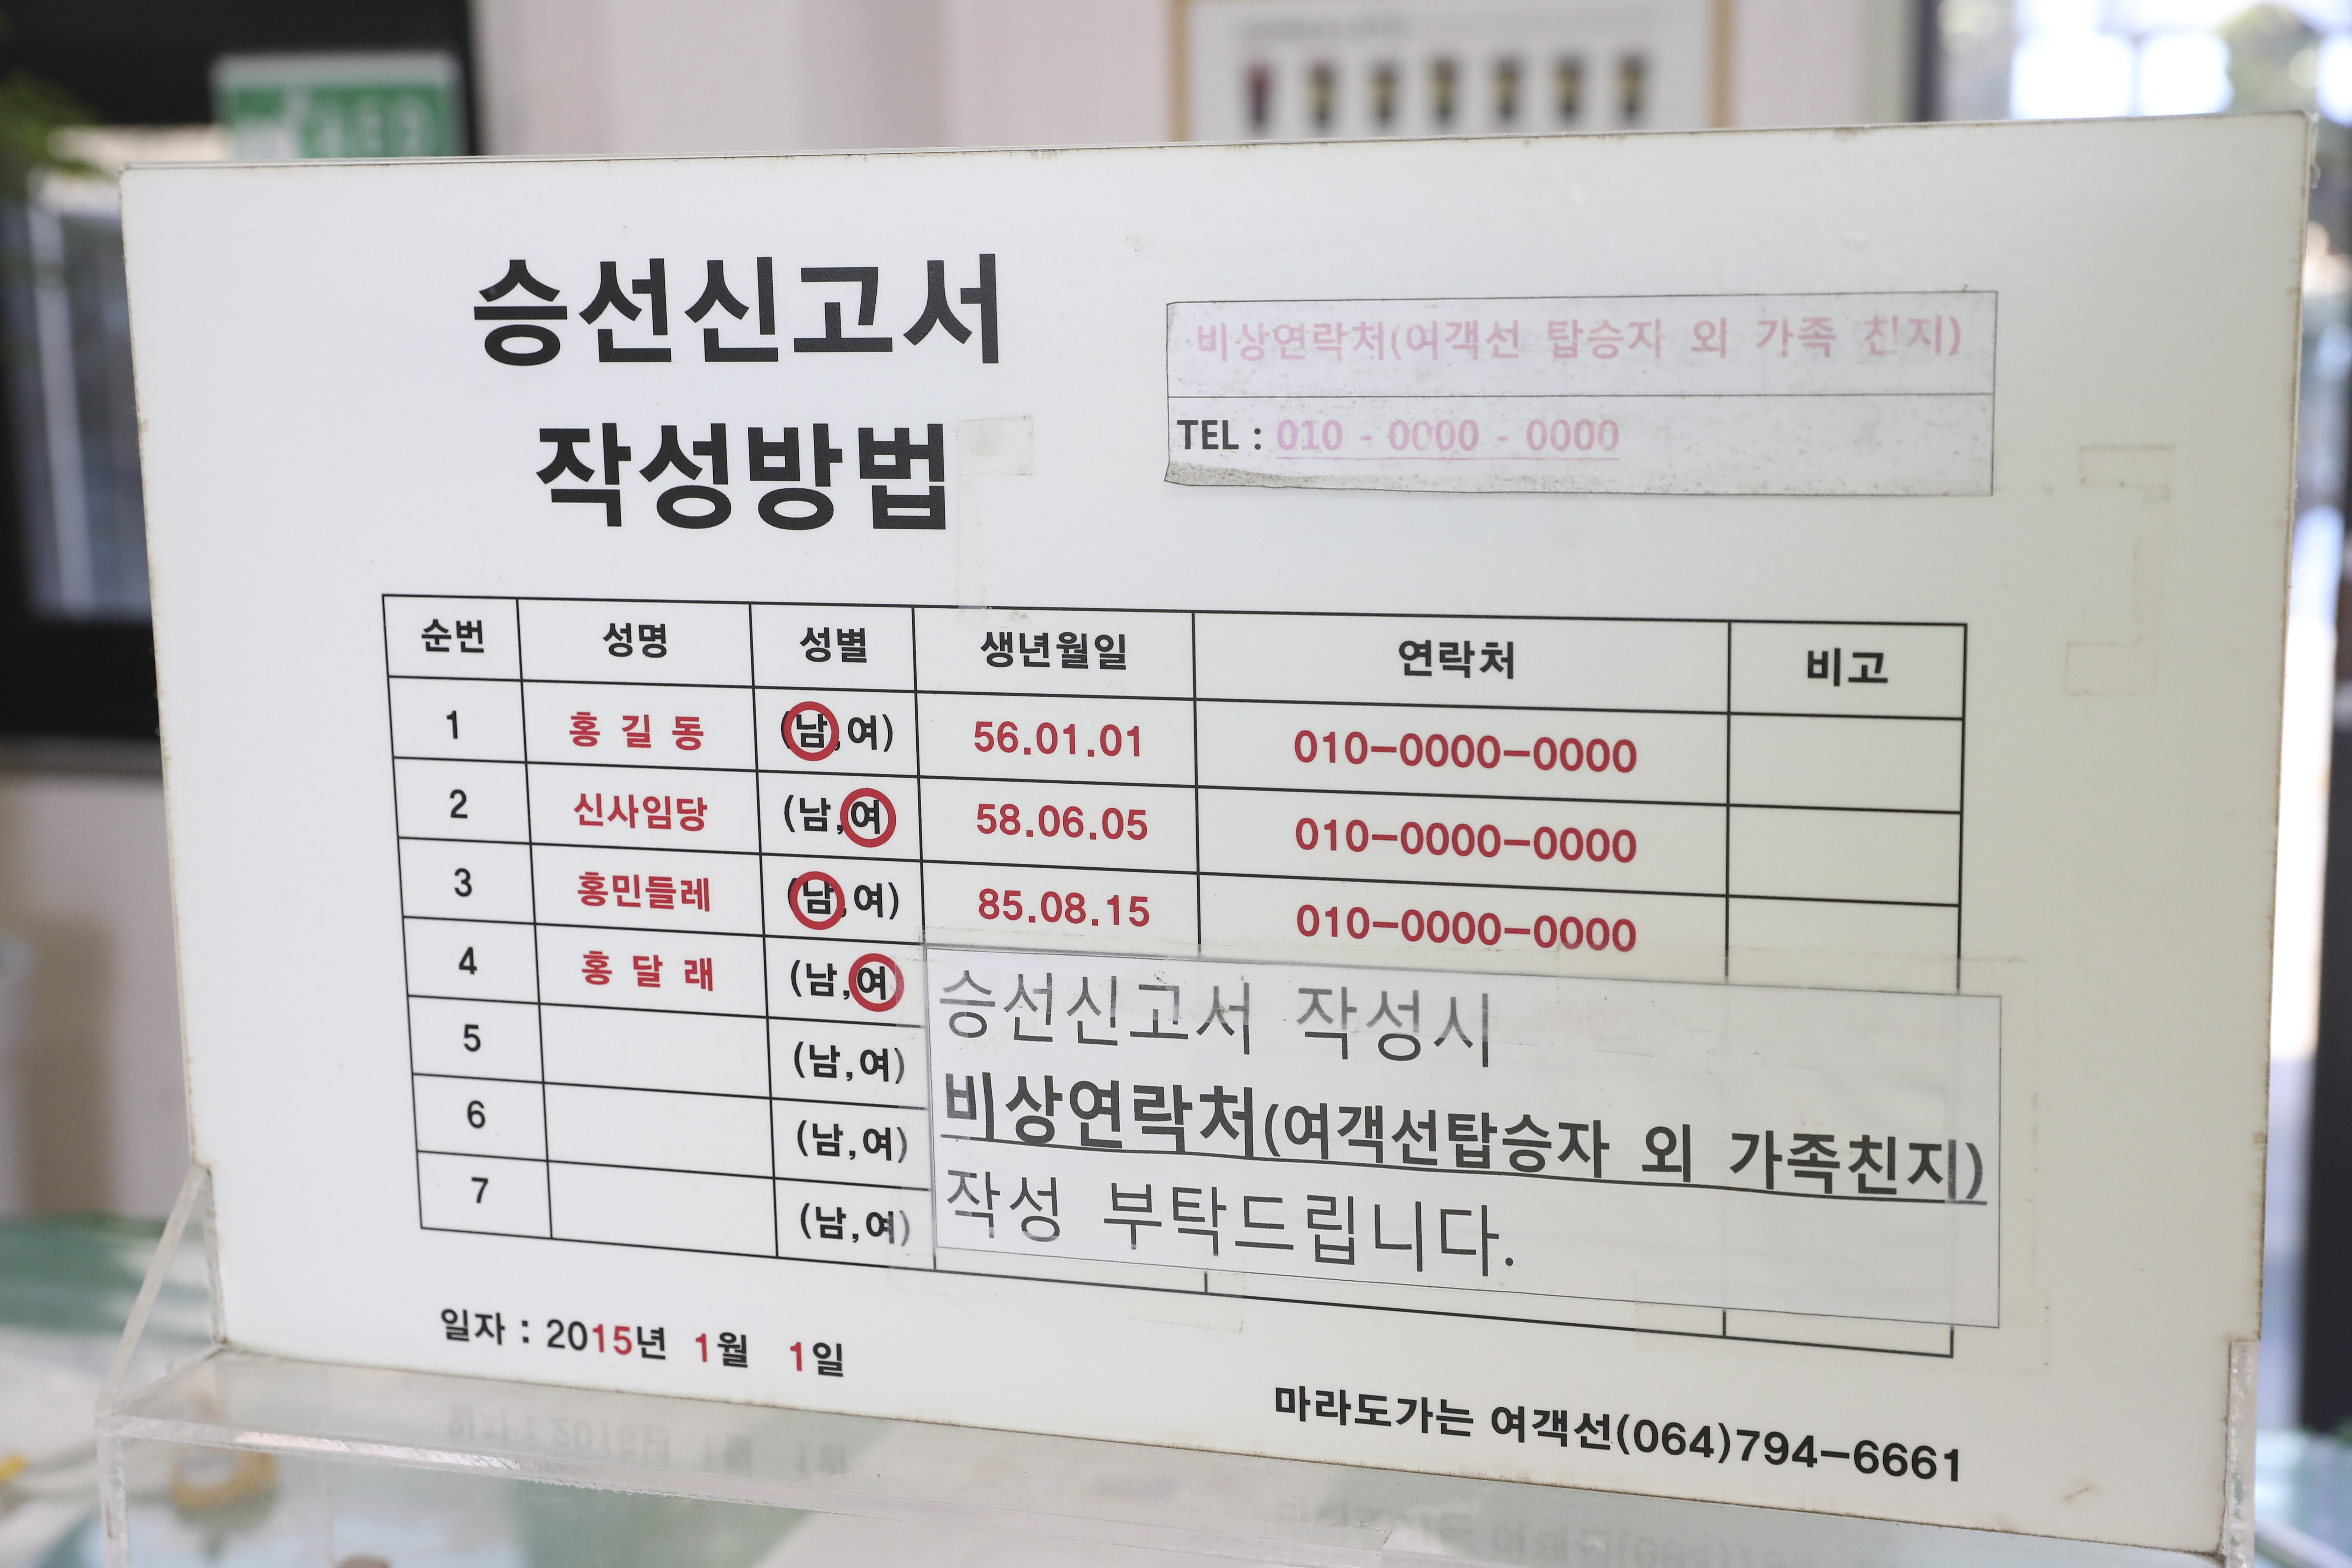 승선신고서
작성방법
비상연락처(여객선 탑승자 외 가족 친지)
TEL : 010 - 0000 - 0000
순번 성명 성별 생년월일 연락처 비고
1 홍 길 동 (남,여) 56.01.01 010-0000-0000
2 신사임당 (남,여) 58.06.05 010-0000-0000
3 홍민들레 (남,여) 85.08.15 010-0000-0000
4 홍 달 래 (남,여)
5 (남,여)
6 (남,여)
7 (남,여)
승선신고서 작성시
비상연락처(여객선탑승자 외 가족친지)
작성 부탁드립니다.
일자 : 2015년 1월 1일
마라도가는 여객선(064)794-6661